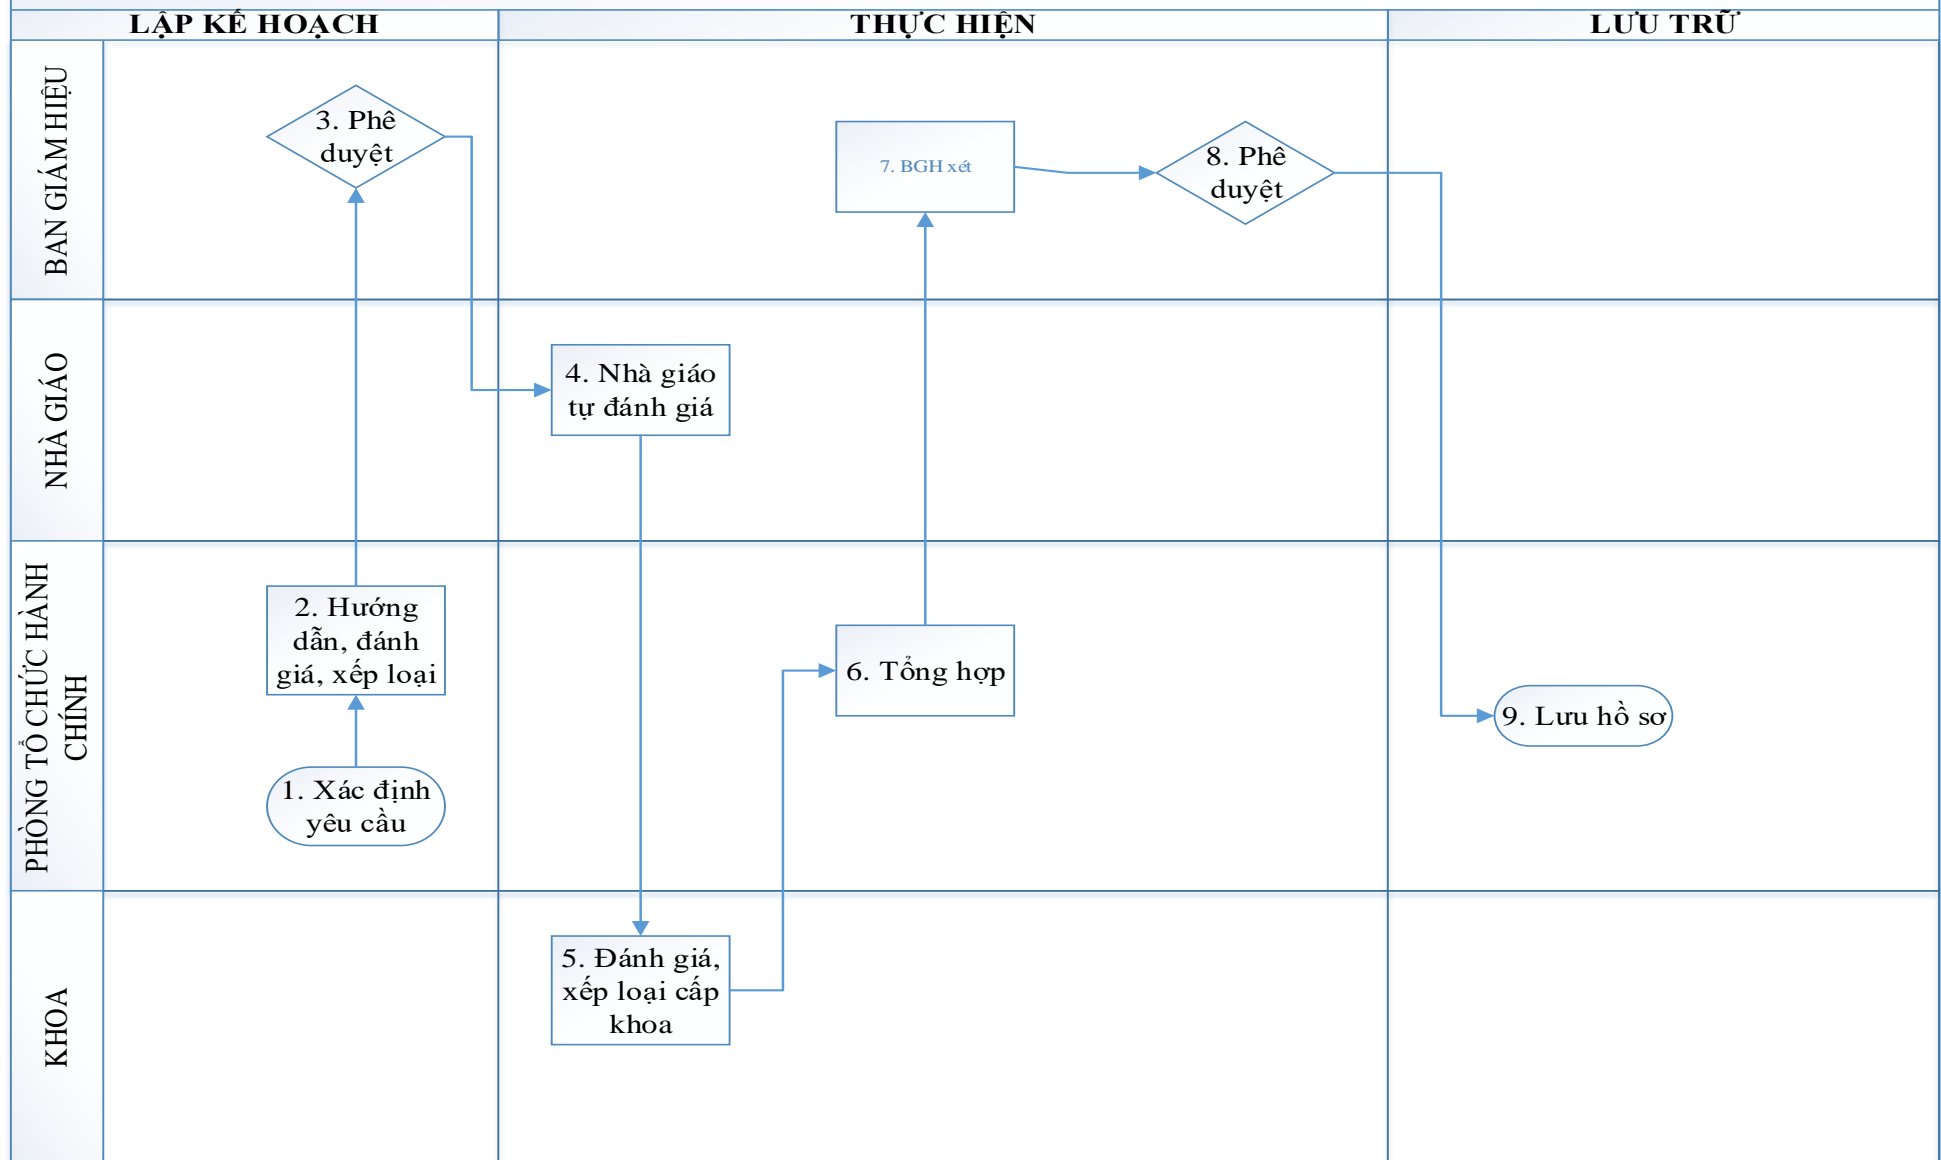 LẬP KẾ HOẠCH
THỰC HIỆN
LƯU TRỮ
BAN GIÁM HIỆU
3. Phê
duyệt
7. BGH xét
8. Phê
duyệt
NHÀ GIÁO
4. Nhà giáo
tự đánh giá
PHÒNG TỔ CHỨC HÀNH
CHÍNH
2. Hướng
dẫn, đánh
giá, xếp loại
6. Tổng hợp
9. Lưu hồ sơ
1. Xác định
yêu cầu
KHOA
5. Đánh giá,
xếp loại cấp
khoa